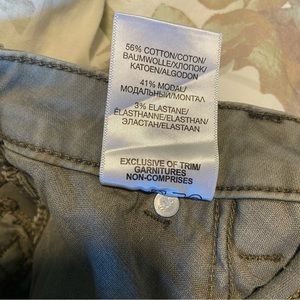 56% COTTON/COTON/
BAUMWOLLE/ХЛОПОК/
KATOEN/ALGODON
41% MODAL/
МОДАЛЬНЫЙ/MONTAL
3% ELASTANE/
ÉLASTHANNE/ELASTHAN/
ЭЛАСТАН/ELASTAAN
EXCLUSIVE OF TRIM/
GARNITURES
NON-COMPRISES